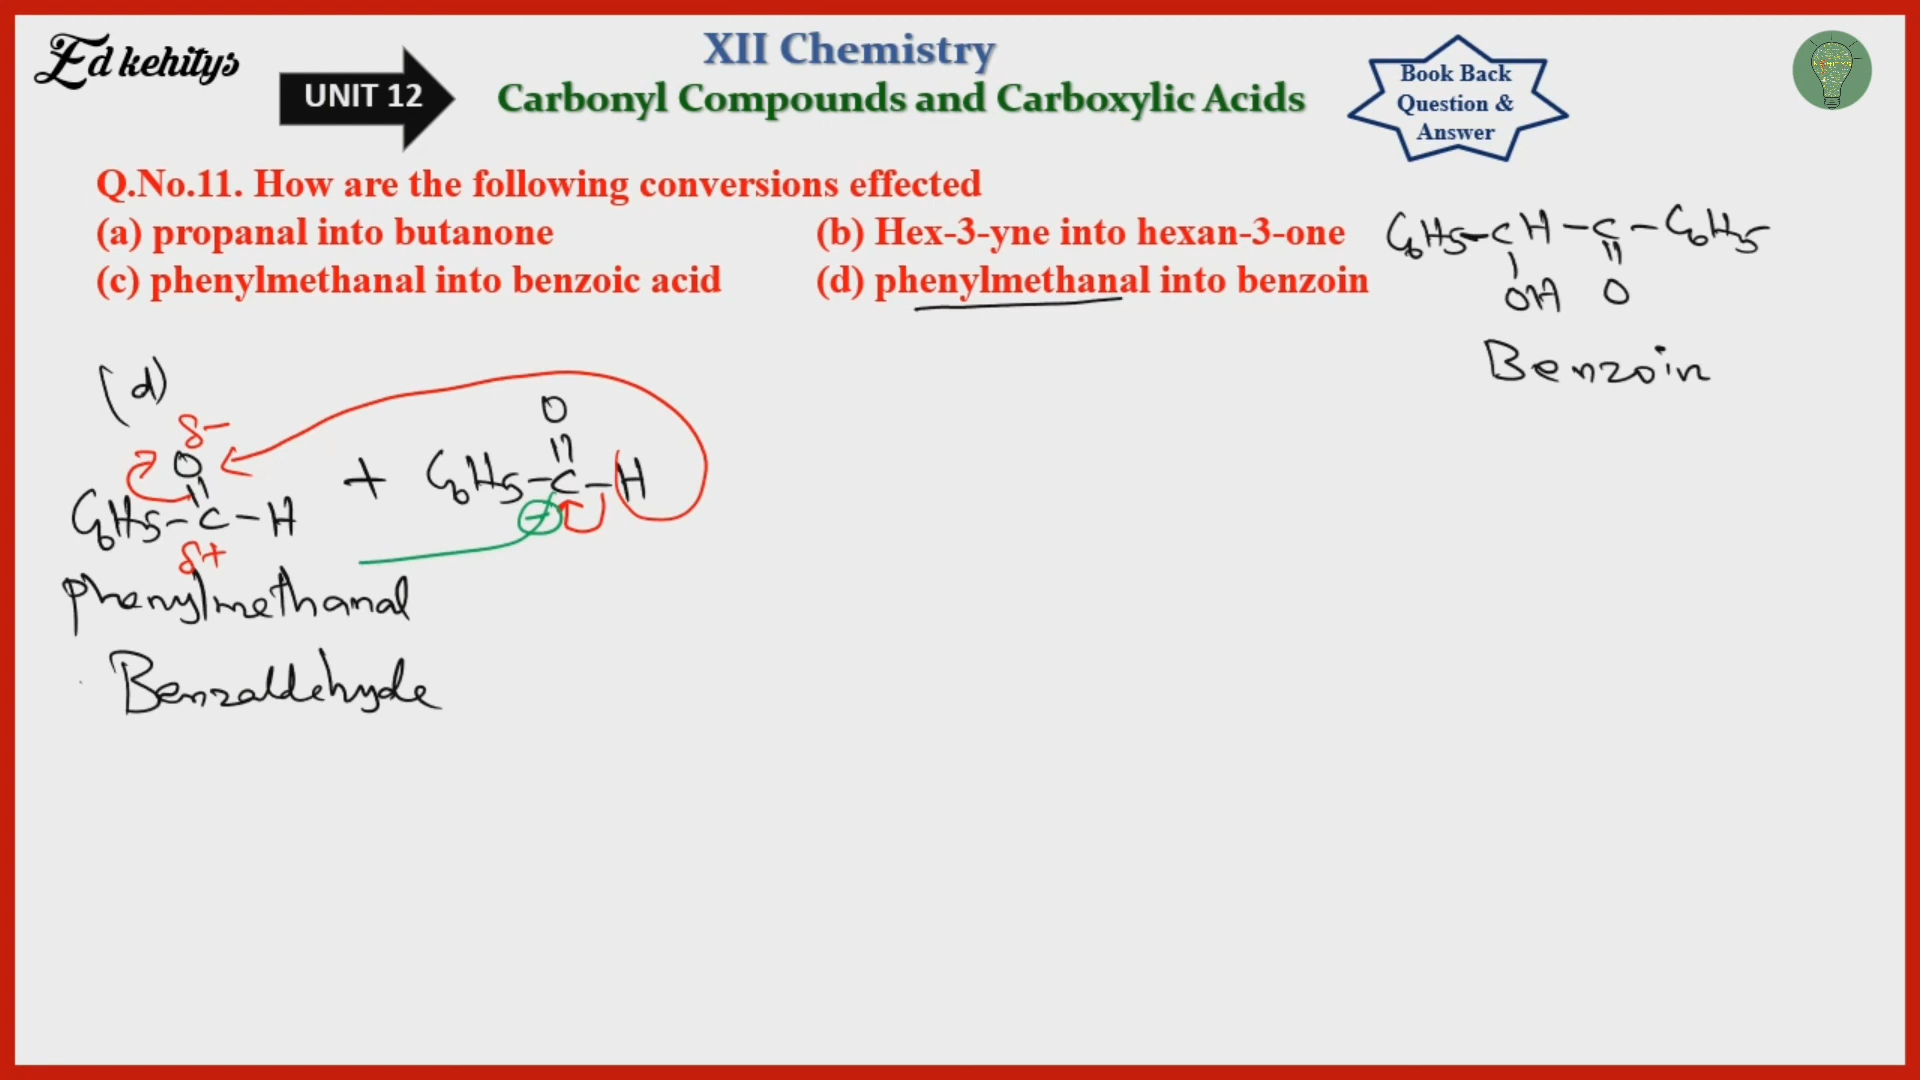 Ed kehitys
UNIT 12
XII Chemistry
Carbonyl Compounds and Carboxylic Acids
Book Back
Question &
Answer
Q.No.11. How are the following conversions effected
(a) propanal into butanone
(b) Hex-3-yne into hexan-3-one
(c) phenylmethanal into benzoic acid
(d) phenylmethanal into benzoin
C6H5-CH-C-C6H5
OH O
Benzoin
(d)
δ-
O
C6H5-C-H
δ+
+
O
C6H5-C-H
-
Phenylmethanal
Benzaldehyde